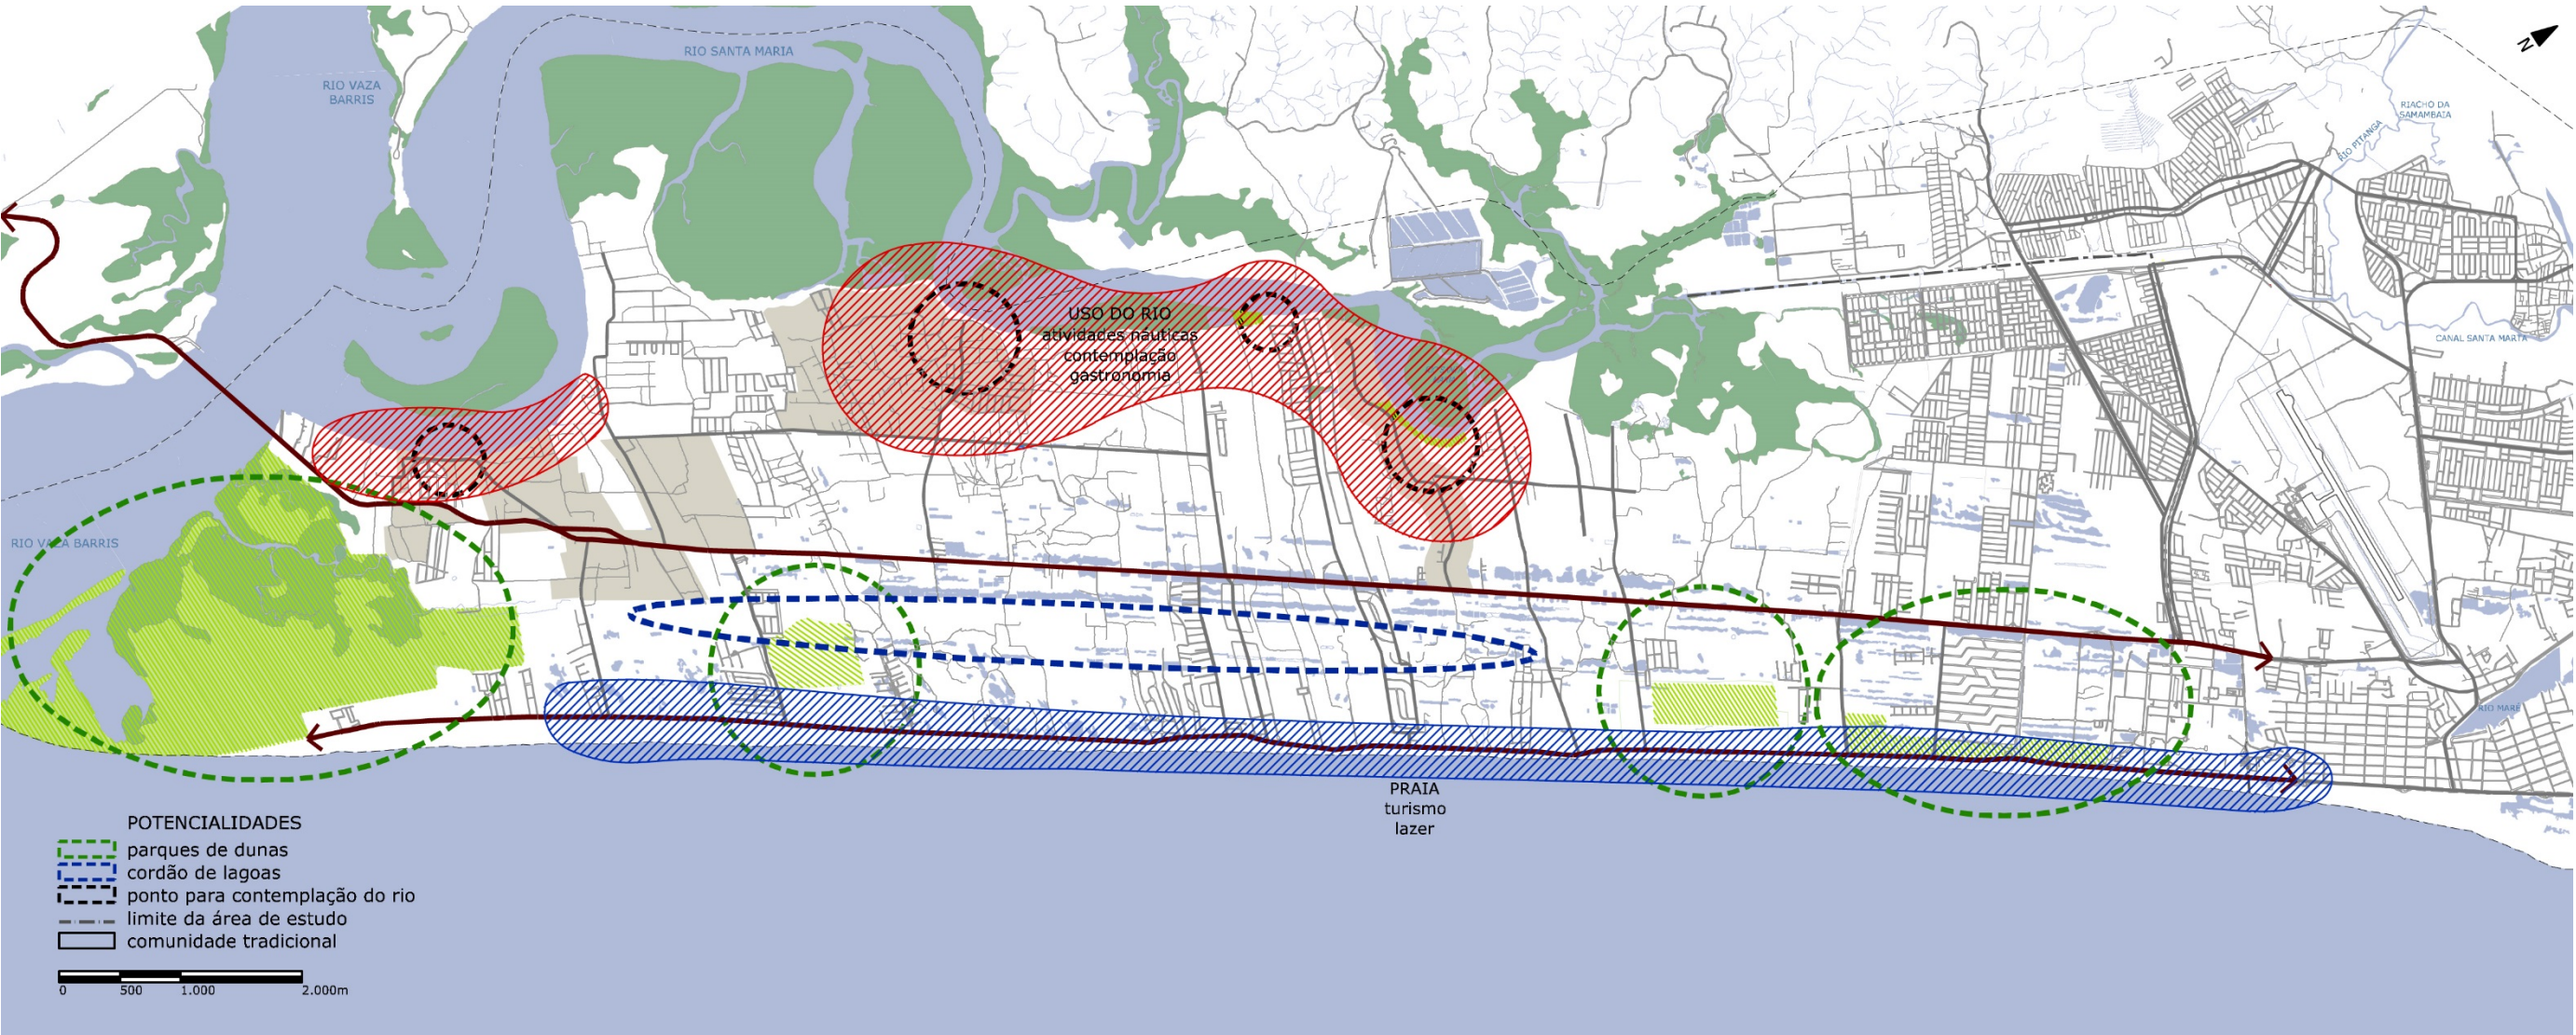 RIO SANTA MARIA
RIO VAZA
BARRIS
N
RIACHO DA
SAMAMBAIA
RIO PITANGA
USO DO RIO
atividades náuticas
contemplação
gastronomia
CANAL SANTA MARIA
RIO VAZA BARRIS
RIO MARÉ
PRAIA
turismo
lazer
POTENCIALIDADES
parques de dunas
cordão de lagoas
ponto para contemplação do rio
limite da área de estudo
comunidade tradicional
0 500 1.000 2.000m